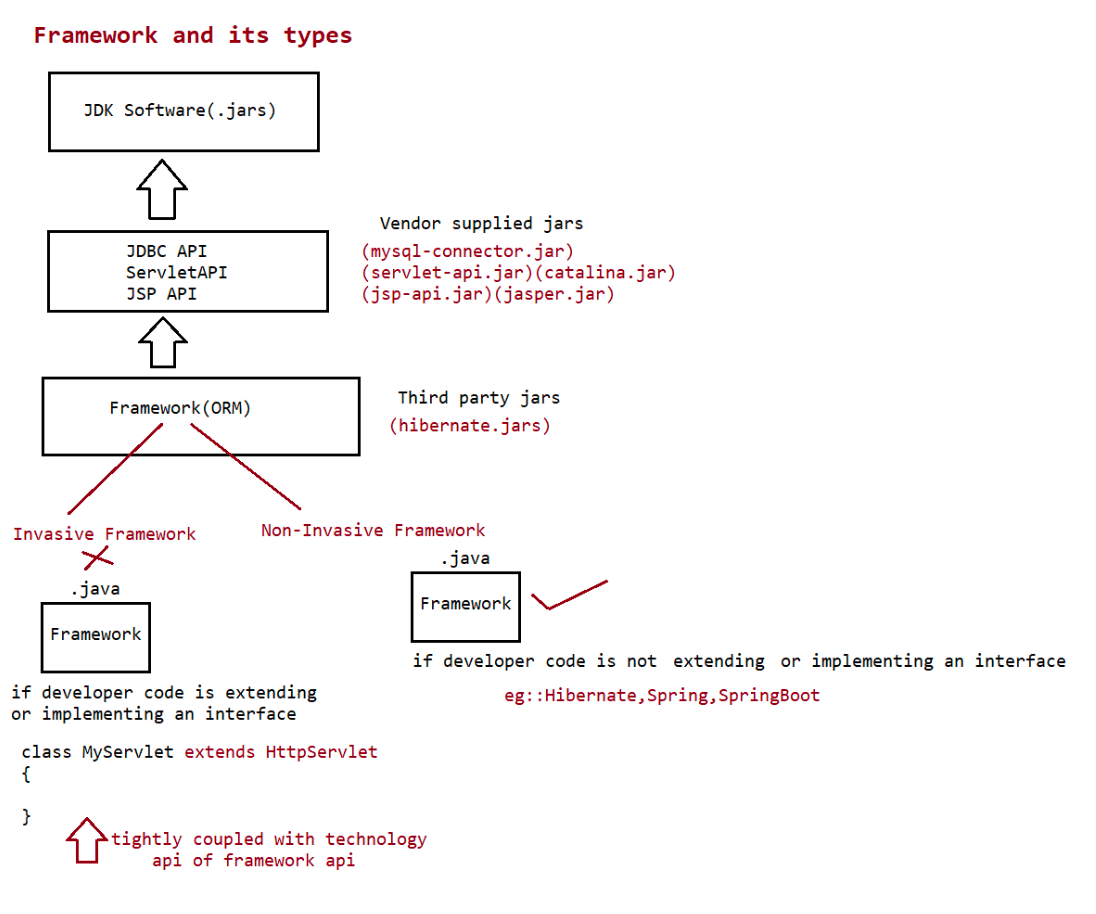 Framework and its types
JDK Software(.jars)
Vendor supplied jars
JDBC API
(mysql-connector.jar)
ServletAPI
(servlet-api.jar)(catalina.jar)
JSP API
(jsp-api.jar)(jasper.jar)
Third party jars
Framework(ORM)
(hibernate.jars)
Invasive Framework
Non-Invasive Framework
.java
Framework
if developer code is not extending or implementing an interface
eg::Hibernate,Spring,SpringBoot
.java
Framework
if developer code is extending
or implementing an interface
class MyServlet extends HttpServlet
{
}
tightly coupled with technology
api of framework api